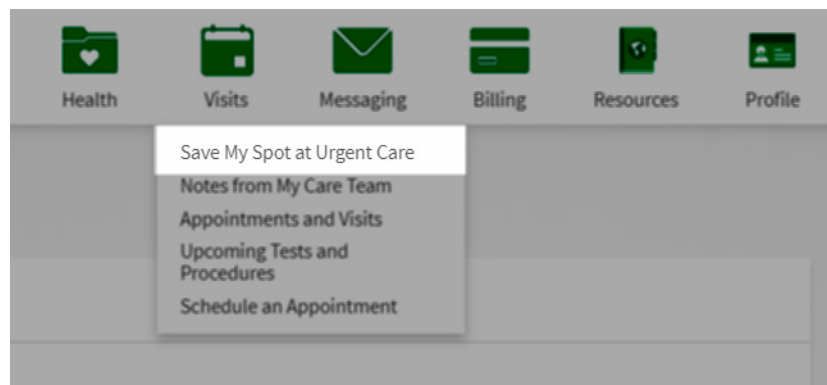 Health Visits Messaging Billing Resources Profile
Save My Spot at Urgent Care
Notes from My Care Team
Appointments and Visits
Upcoming Tests and
Procedures
Schedule an Appointment